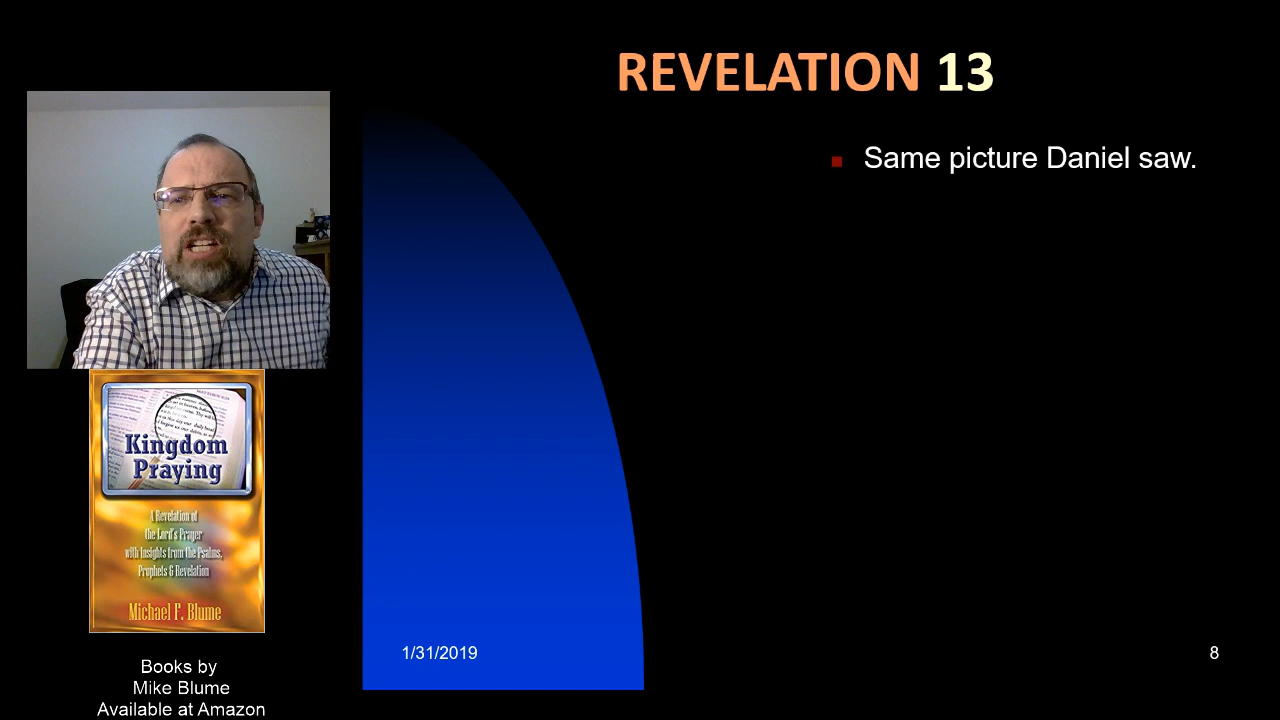 REVELATION 13
Same picture Daniel saw.
Kingdom
Praying
A Revelation of
the Lord's Prayer
with Insights from the Psalms,
Prophets & Revelation
Michael F. Blume
Books by
Mike Blume
Available at Amazon
1/31/2019
8